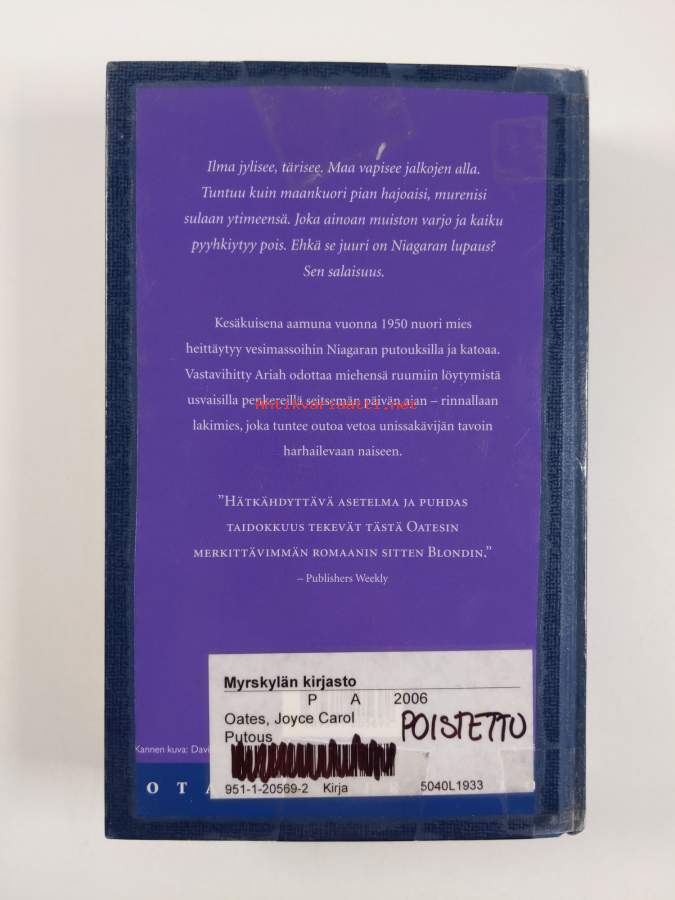 Ilma jylisee, tärisee. Maa vapisee jalkojen alla.
Tuntuu kuin maankuori pian hajoaisi, murenisi
sulaan ytimeensä. Joka ainoan muiston varjo ja kaiku
pyyhkiytyy pois. Ehkä se juuri on Niagaran lupaus?
Sen salaisuus.
Kesäkuisena aamuna vuonna 1950 nuori mies
heittäytyy vesimassoihin Niagaran putouksilla ja katoaa.
Vastavihitty Ariah odottaa miehensä ruumiin löytymistä
usvaisilla penkereillä seitsemän päivän ajan – rinnallaan
Antikvariaatti.net
lakimies, joka tuntee outoa vetoa unissakävijän tavoin
harhailevaan naiseen.
"Hätkähdyttävä asetelma ja puhdas
taidokkuus tekevät tästä Oatesin
merkittävimmän romaanin sitten Blondin."
– Publishers Weekly
Myrskylän kirjasto
P A 2006
Oates, Joyce Carol
POISTETTU
Putous
Kannen kuva: Davi
951-1-20569-2 Kirja 5040L1933
OTA